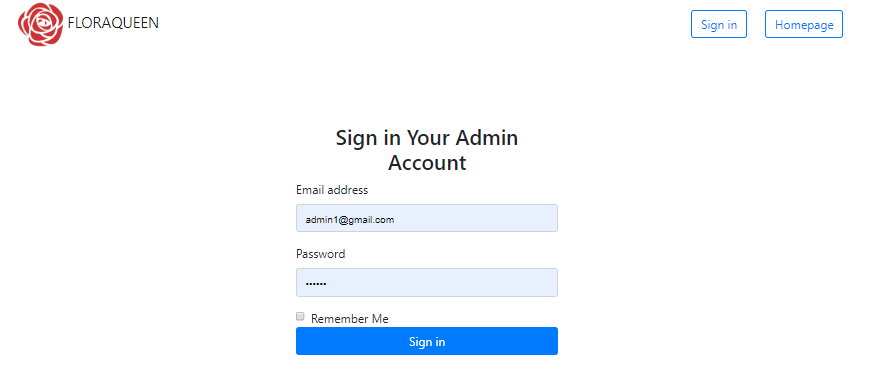 FLORAQUEEN
Sign in
Homepage
Sign in Your Admin
Account
Email address
admin1@gmail.com
Password
••••••
Remember Me
Sign in